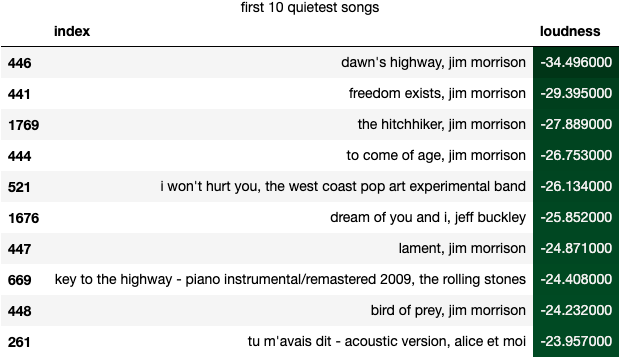 first 10 quietest songs
index loudness
446 dawn's highway, jim morrison -34.496000
441 freedom exists, jim morrison -29.395000
1769 the hitchhiker, jim morrison -27.889000
444 to come of age, jim morrison -26.753000
521 i won't hurt you, the west coast pop art experimental band -26.134000
1676 dream of you and i, jeff buckley -25.852000
447 lament, jim morrison -24.871000
669 key to the highway - piano instrumental/remastered 2009, the rolling stones -24.408000
448 bird of prey, jim morrison -24.232000
261 tu m'avais dit - acoustic version, alice et moi -23.957000